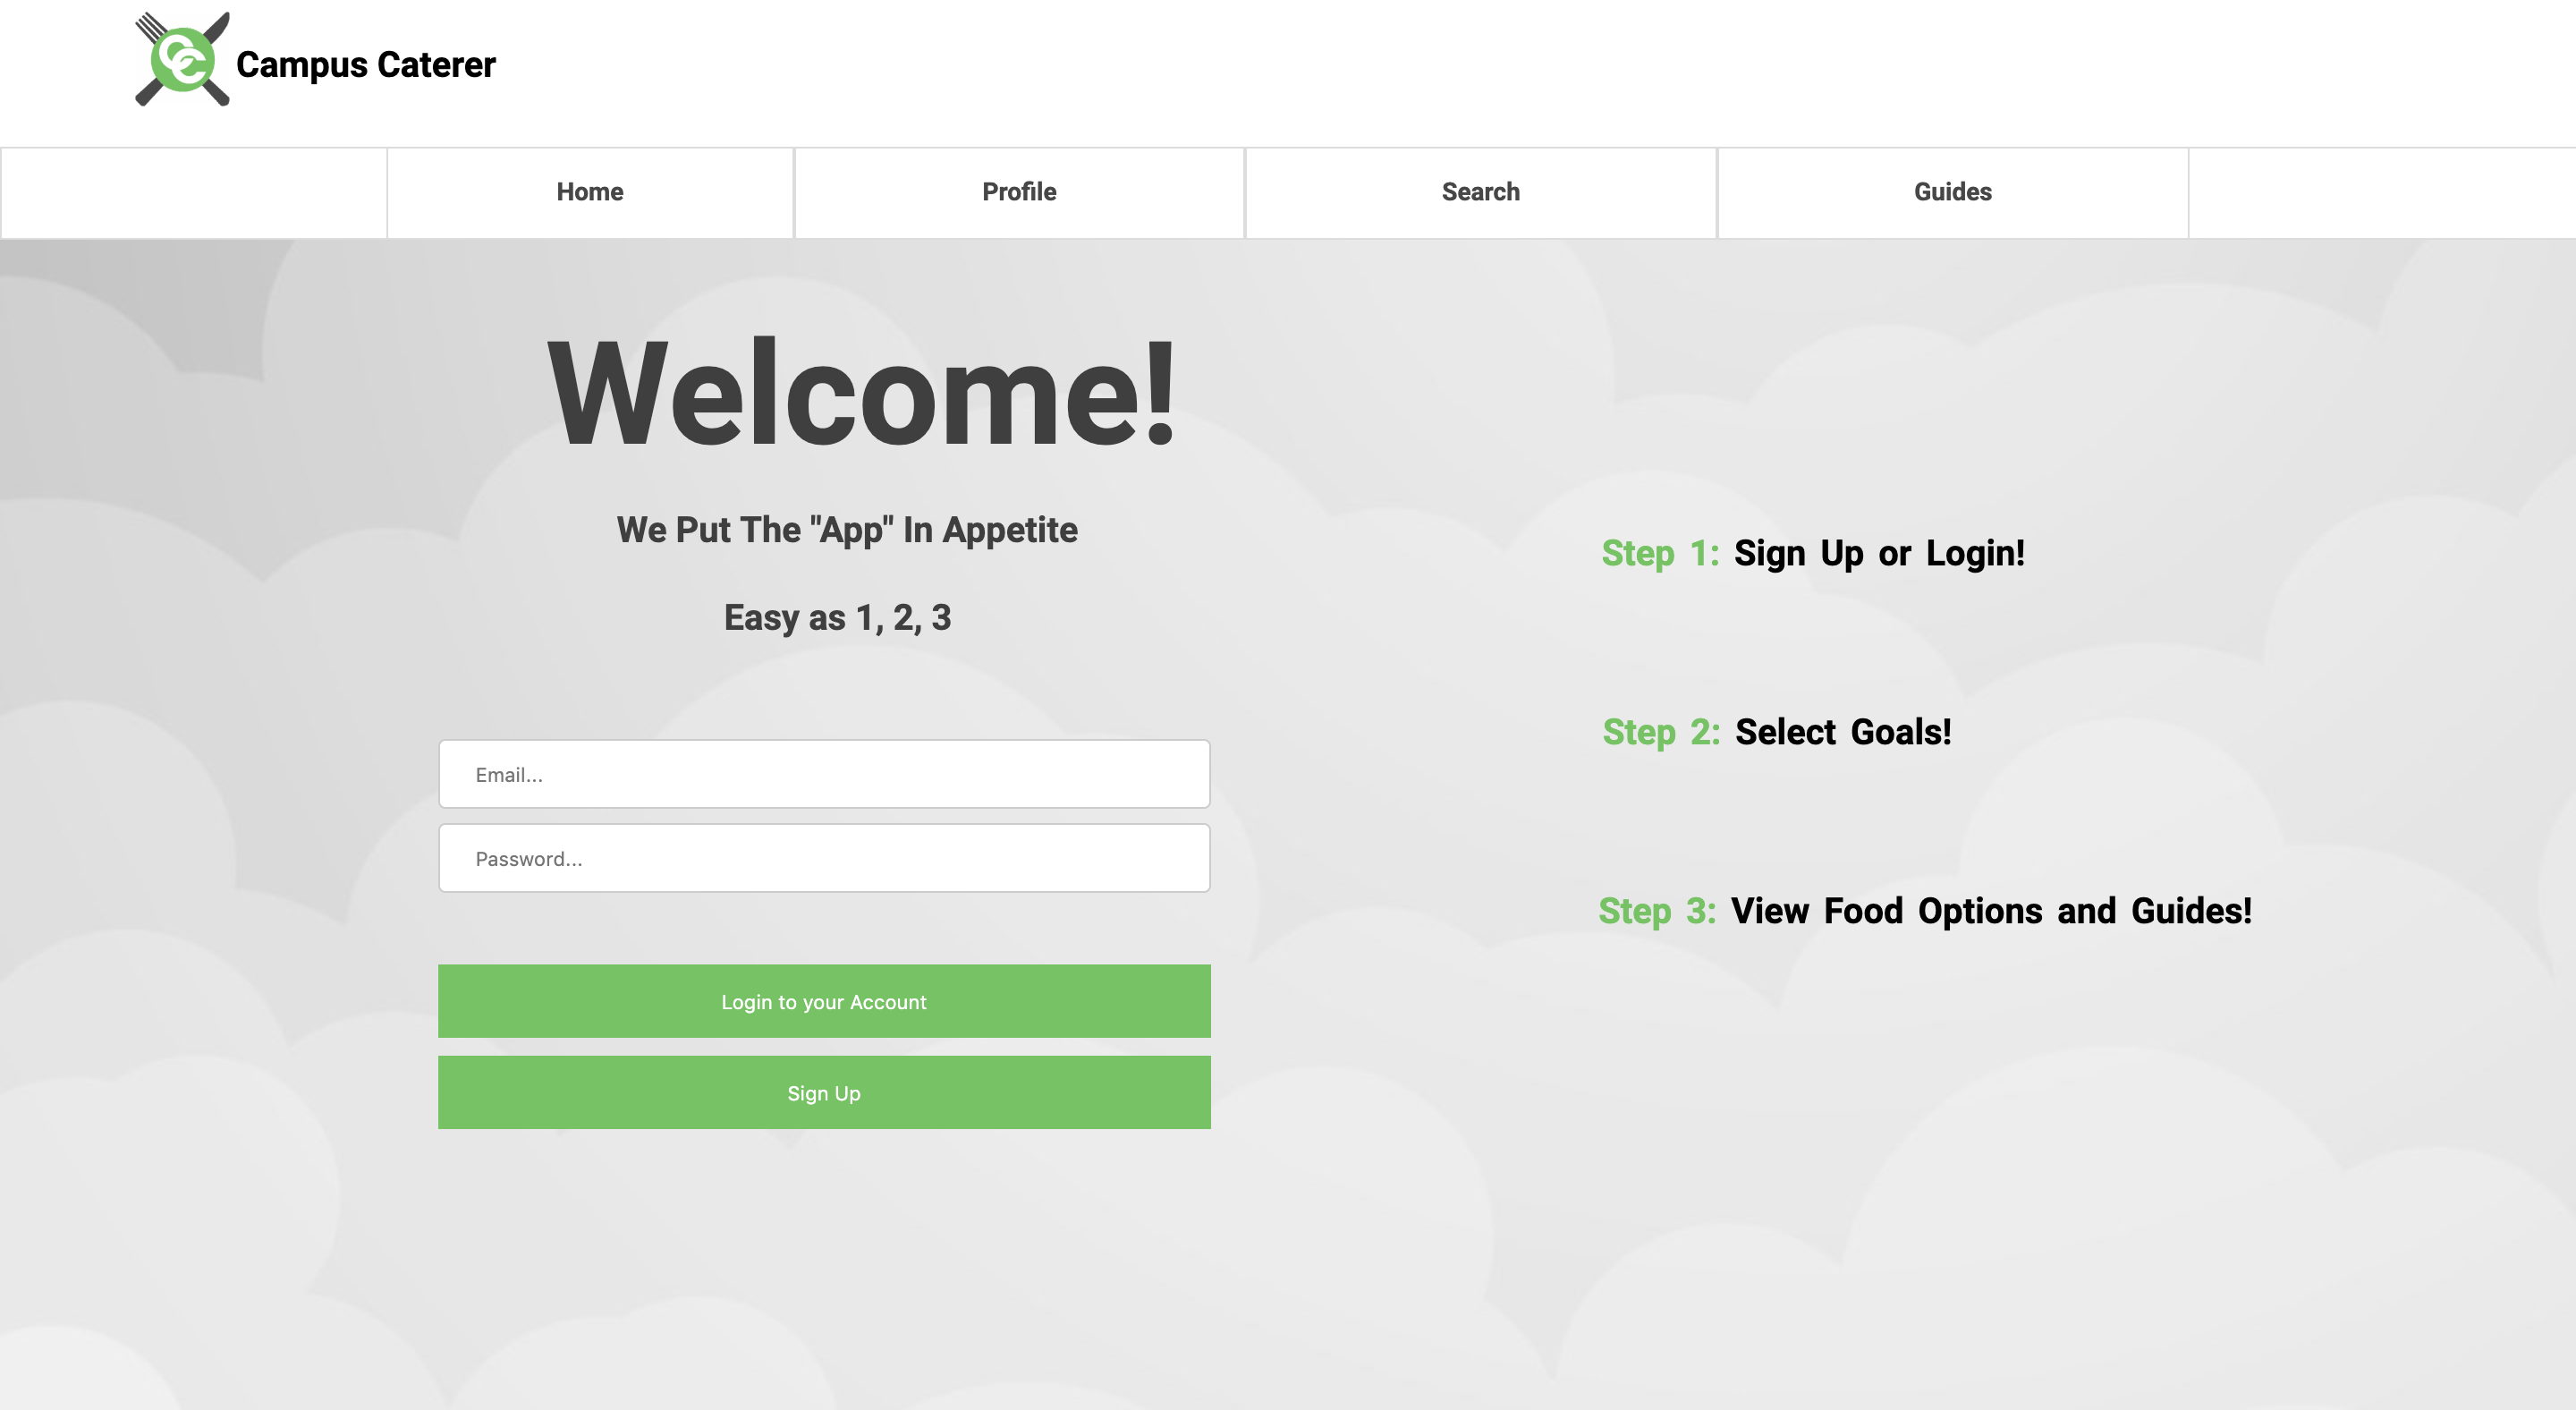 CC
Campus Caterer
Home
Profile
Search
Guides
Welcome!
We Put The "App" In Appetite
Easy as 1, 2, 3
Email...
Password...
Login to your Account
Sign Up
Step 1: Sign Up or Login!
Step 2: Select Goals!
Step 3: View Food Options and Guides!